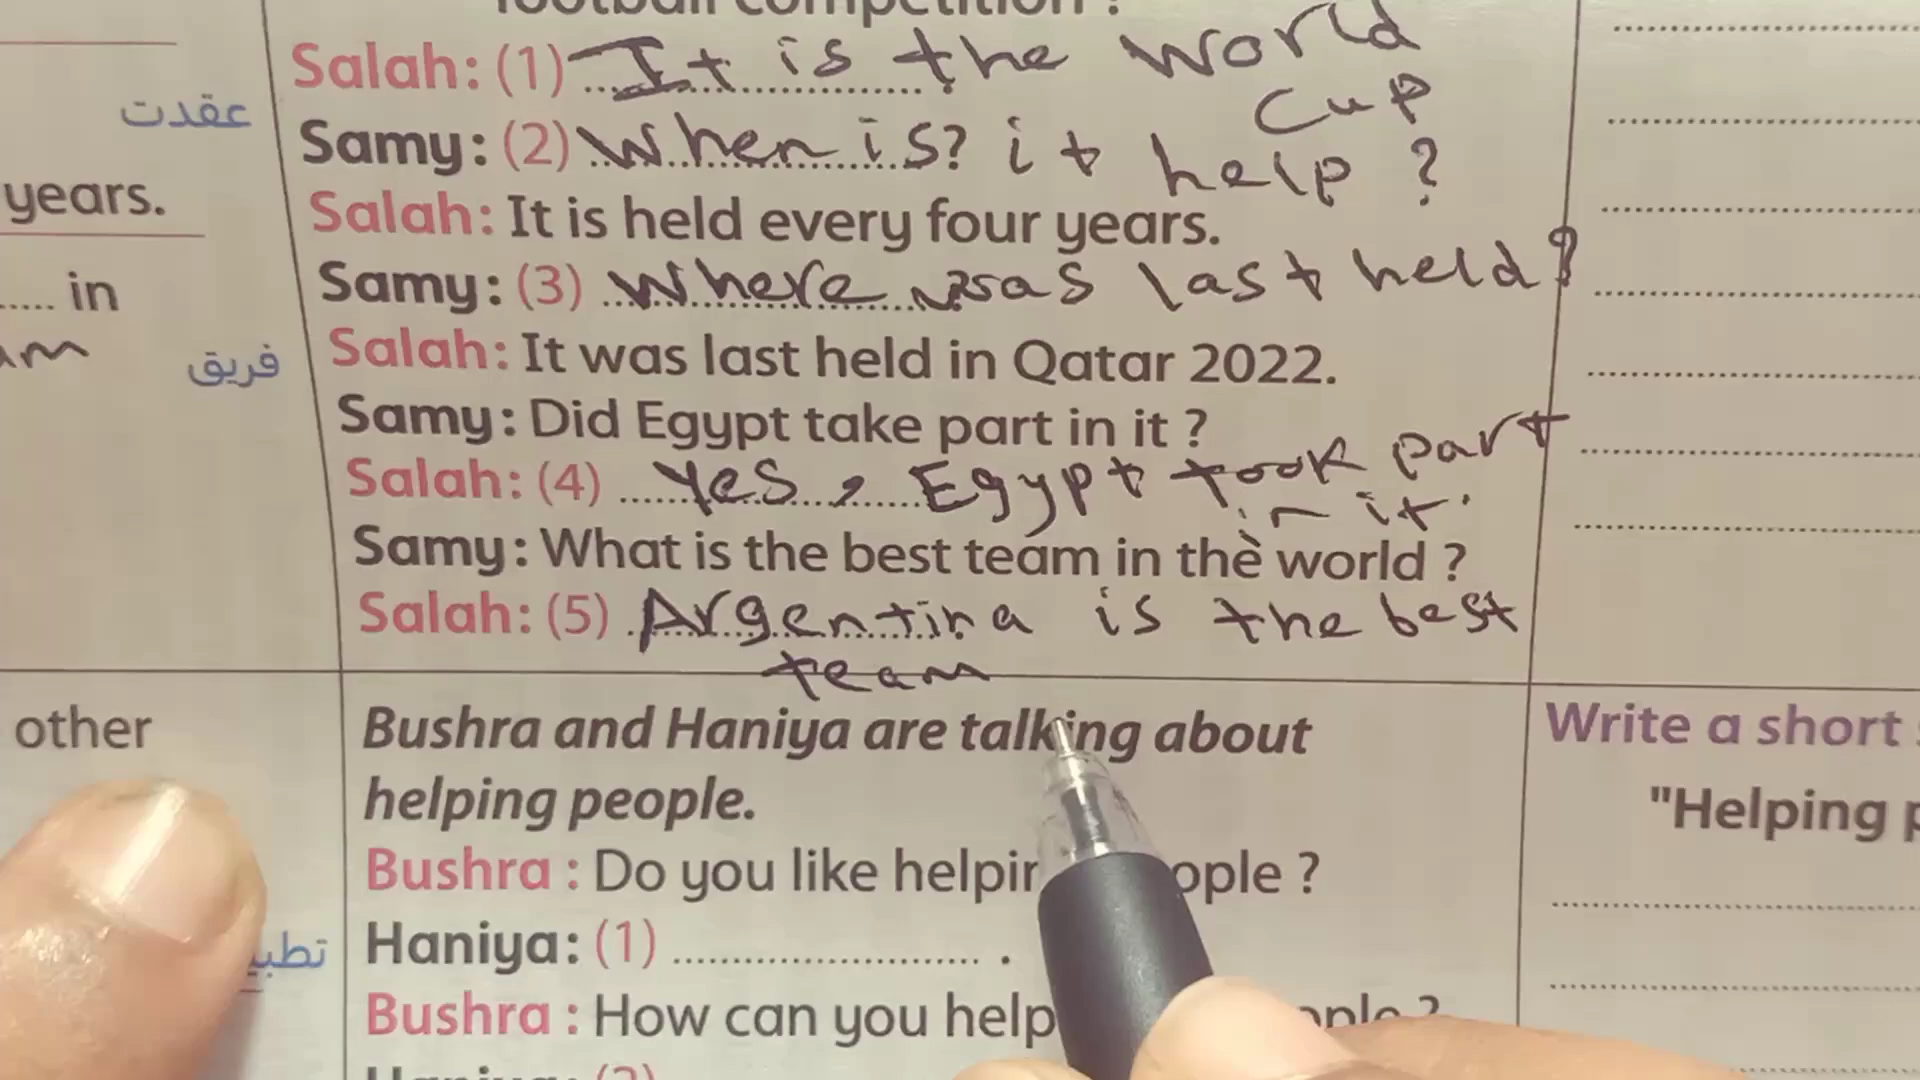 football competition ?
Salah: (1) It is the World
cup
عقدت
Samy: (2) When is? it help ?
years.
Salah: It is held every four years.
Samy: (3) Where was last held?
..... in
Salah: It was last held in Qatar 2022.
فريق
Samy: Did Egypt take part in it ?
Salah: (4) Yes, Egypt took part
in it.
Samy: What is the best team in the world ?
Salah: (5) Argentina is the best
team
other
Bushra and Haniya are talking about
helping people.
Write a short
"Helping
Bushra : Do you like
Haniya: (1) ........................ .
Bushra : How can you help